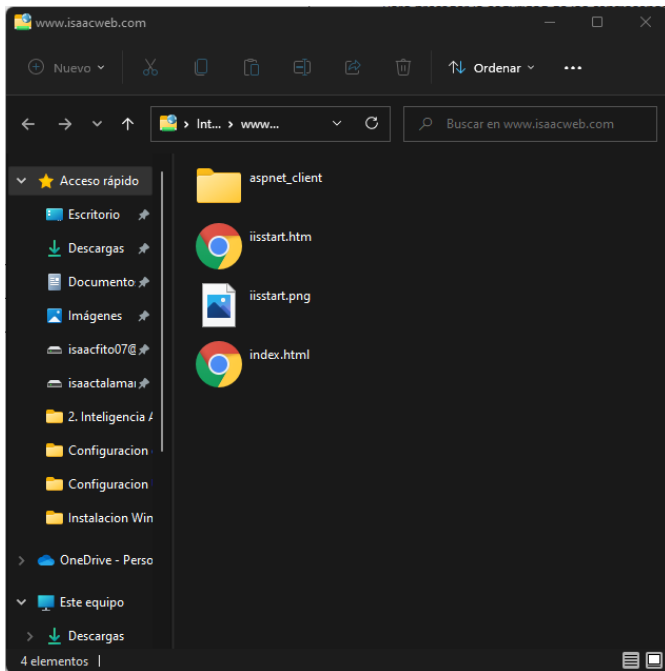 www.isaacweb.com
Nuevo
Ordenar
Int... > www...
Buscar en www.isaacweb.com
Acceso rápido
Escritorio
Descargas
Documento
Imágenes
isaacfito07@
isaactalamar
2. Inteligencia A
Configuracion
Configuracion
Instalacion Win
OneDrive - Perso
Este equipo
Descargas
aspnet_client
iisstart.htm
iisstart.png
index.html
4 elementos